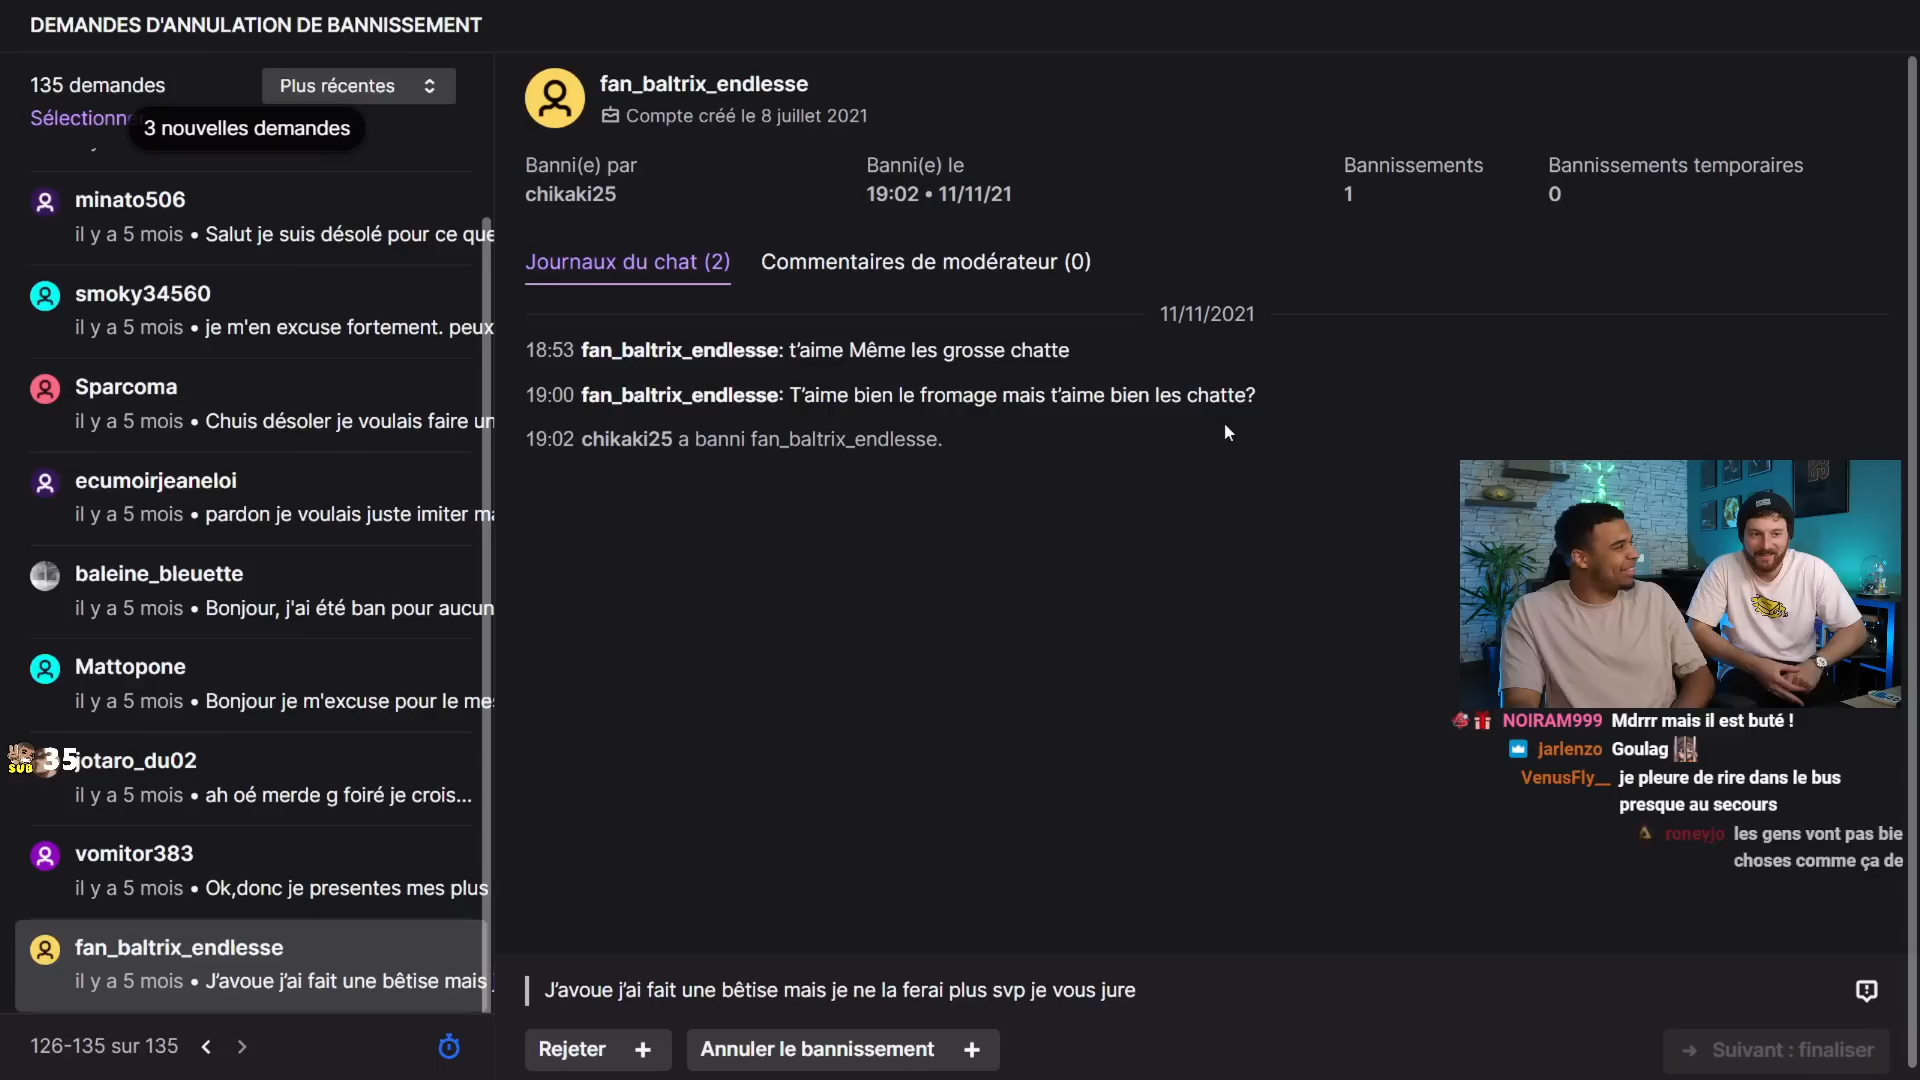 DEMANDES D'ANNULATION DE BANNISSEMENT
135 demandes
Plus récentes
Sélectionne
3 nouvelles demandes
minato506
il y a 5 mois • Salut je suis désolé pour ce que
smoky34560
il y a 5 mois • je m'en excuse fortement. peux
Sparcoma
il y a 5 mois • Chuis désoler je voulais faire un
ecumoirjeaneloi
il y a 5 mois • pardon je voulais juste imiter ma
baleine_bleuette
il y a 5 mois • Bonjour, j'ai été ban pour aucun
Mattopone
il y a 5 mois • Bonjour je m'excuse pour le mes
SUB 35
jotaro_du02
il y a 5 mois • ah oé merde g foiré je crois...
vomitor383
il y a 5 mois • Ok,donc je presentes mes plus
fan_baltrix_endlesse
il y a 5 mois • J'avoue j'ai fait une bêtise mais
126-135 sur 135
fan_baltrix_endlesse
Compte créé le 8 juillet 2021
Banni(e) par
chikaki25
Banni(e) le
19:02 • 11/11/21
Bannissements
1
Bannissements temporaires
0
Journaux du chat (2)
Commentaires de modérateur (0)
11/11/2021
18:53 fan_baltrix_endlesse: t'aime Même les grosse chatte
19:00 fan_baltrix_endlesse: T'aime bien le fromage mais t'aime bien les chatte?
19:02 chikaki25 a banni fan_baltrix_endlesse.
23
NOIRAM999 Mdrrr mais il est buté !
jarlenzo Goulag
VenusFly__ je pleure de rire dans le bus
presque au secours
roneyjo les gens vont pas bie
choses comme ça de
J'avoue j'ai fait une bêtise mais je ne la ferai plus svp je vous jure
Rejeter +
Annuler le bannissement +
→ Suivant : finaliser